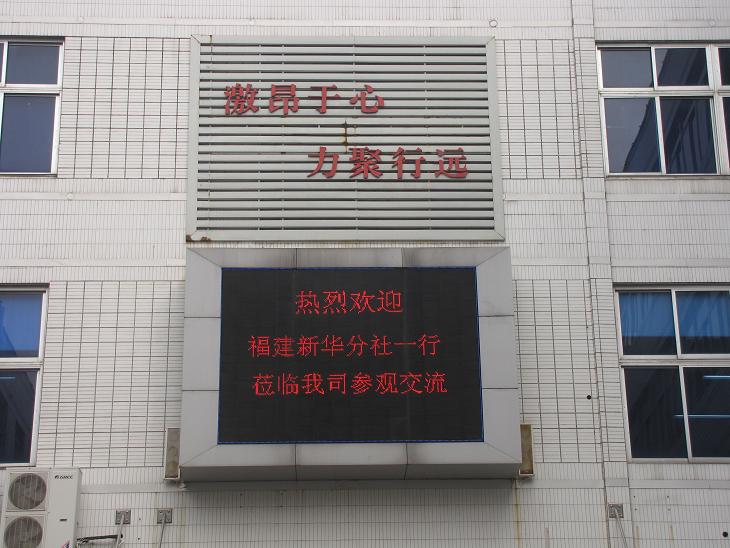 激昂于心
力聚行远
热烈欢迎
福建新华分社一行
莅临我司参观交流
GREE